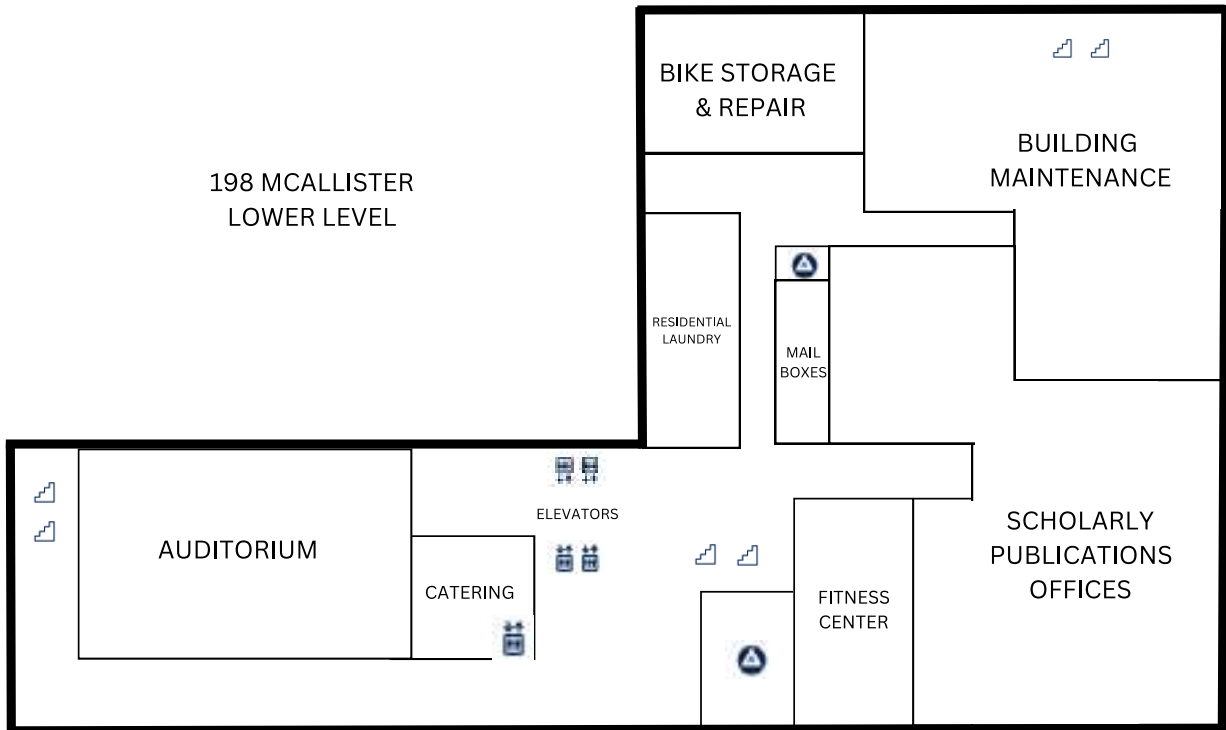 BIKE STORAGE
& REPAIR
BUILDING
MAINTENANCE
198 MCALLISTER
LOWER LEVEL
RESIDENTIAL
LAUNDRY
MAIL
BOXES
ELEVATORS
AUDITORIUM
CATERING
FITNESS
CENTER
SCHOLARLY
PUBLICATIONS
OFFICES